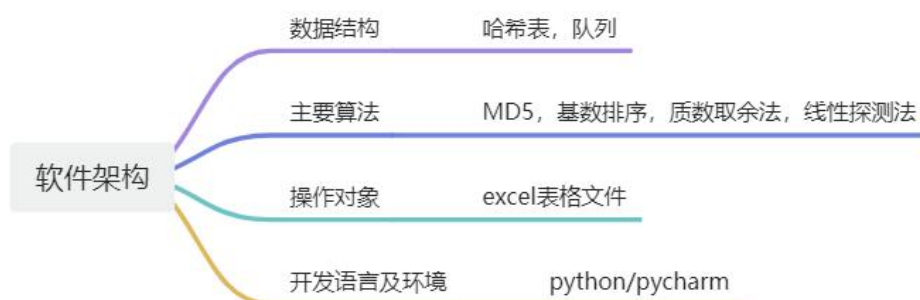 软件架构
数据结构 哈希表，队列
主要算法 MD5，基数排序，质数取余法，线性探测法
操作对象 excel表格文件
开发语言及环境 python/pycharm